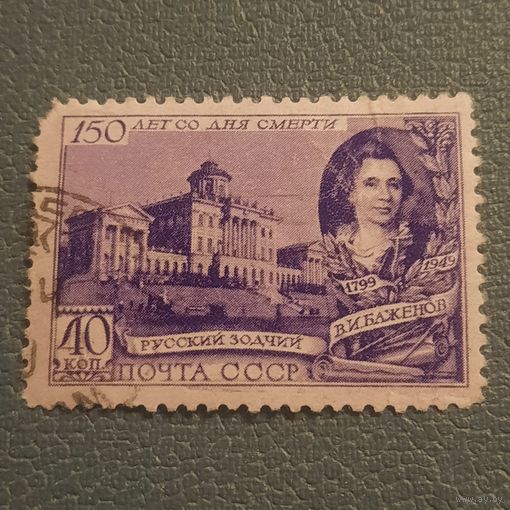 150 ЛЕТ СО ДНЯ СМЕРТИ
1799 1949
В.И.БАЖЕНОВ
РУССКИЙ ЗОДЧИЙ
40
КОП.
ПОЧТА СССР